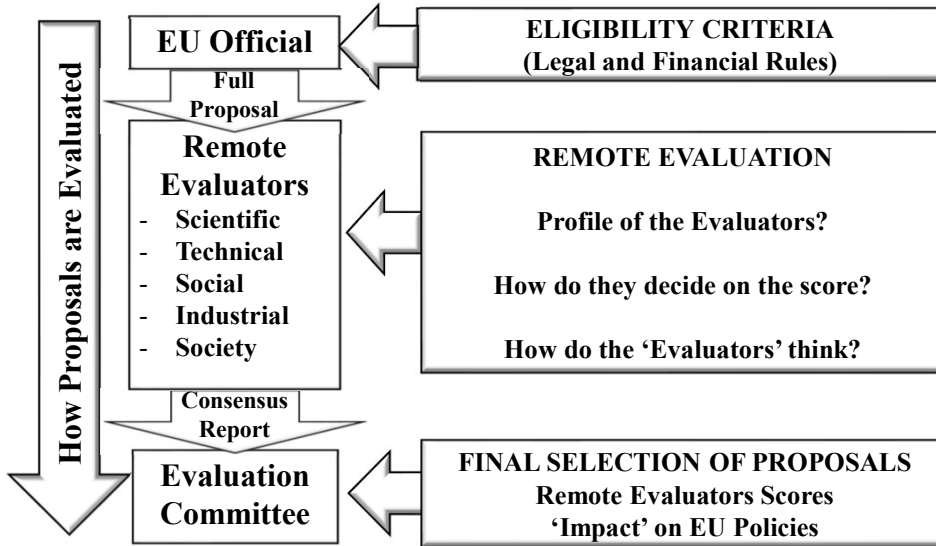 How Proposals are Evaluated
EU Official
ELIGIBILITY CRITERIA
(Legal and Financial Rules)
Full
Proposal
Remote
Evaluators
- Scientific
- Technical
- Social
- Industrial
- Society
REMOTE EVALUATION
Profile of the Evaluators?
How do they decide on the score?
How do the ‘Evaluators’ think?
Consensus
Report
Evaluation
Committee
FINAL SELECTION OF PROPOSALS
Remote Evaluators Scores
‘Impact’ on EU Policies